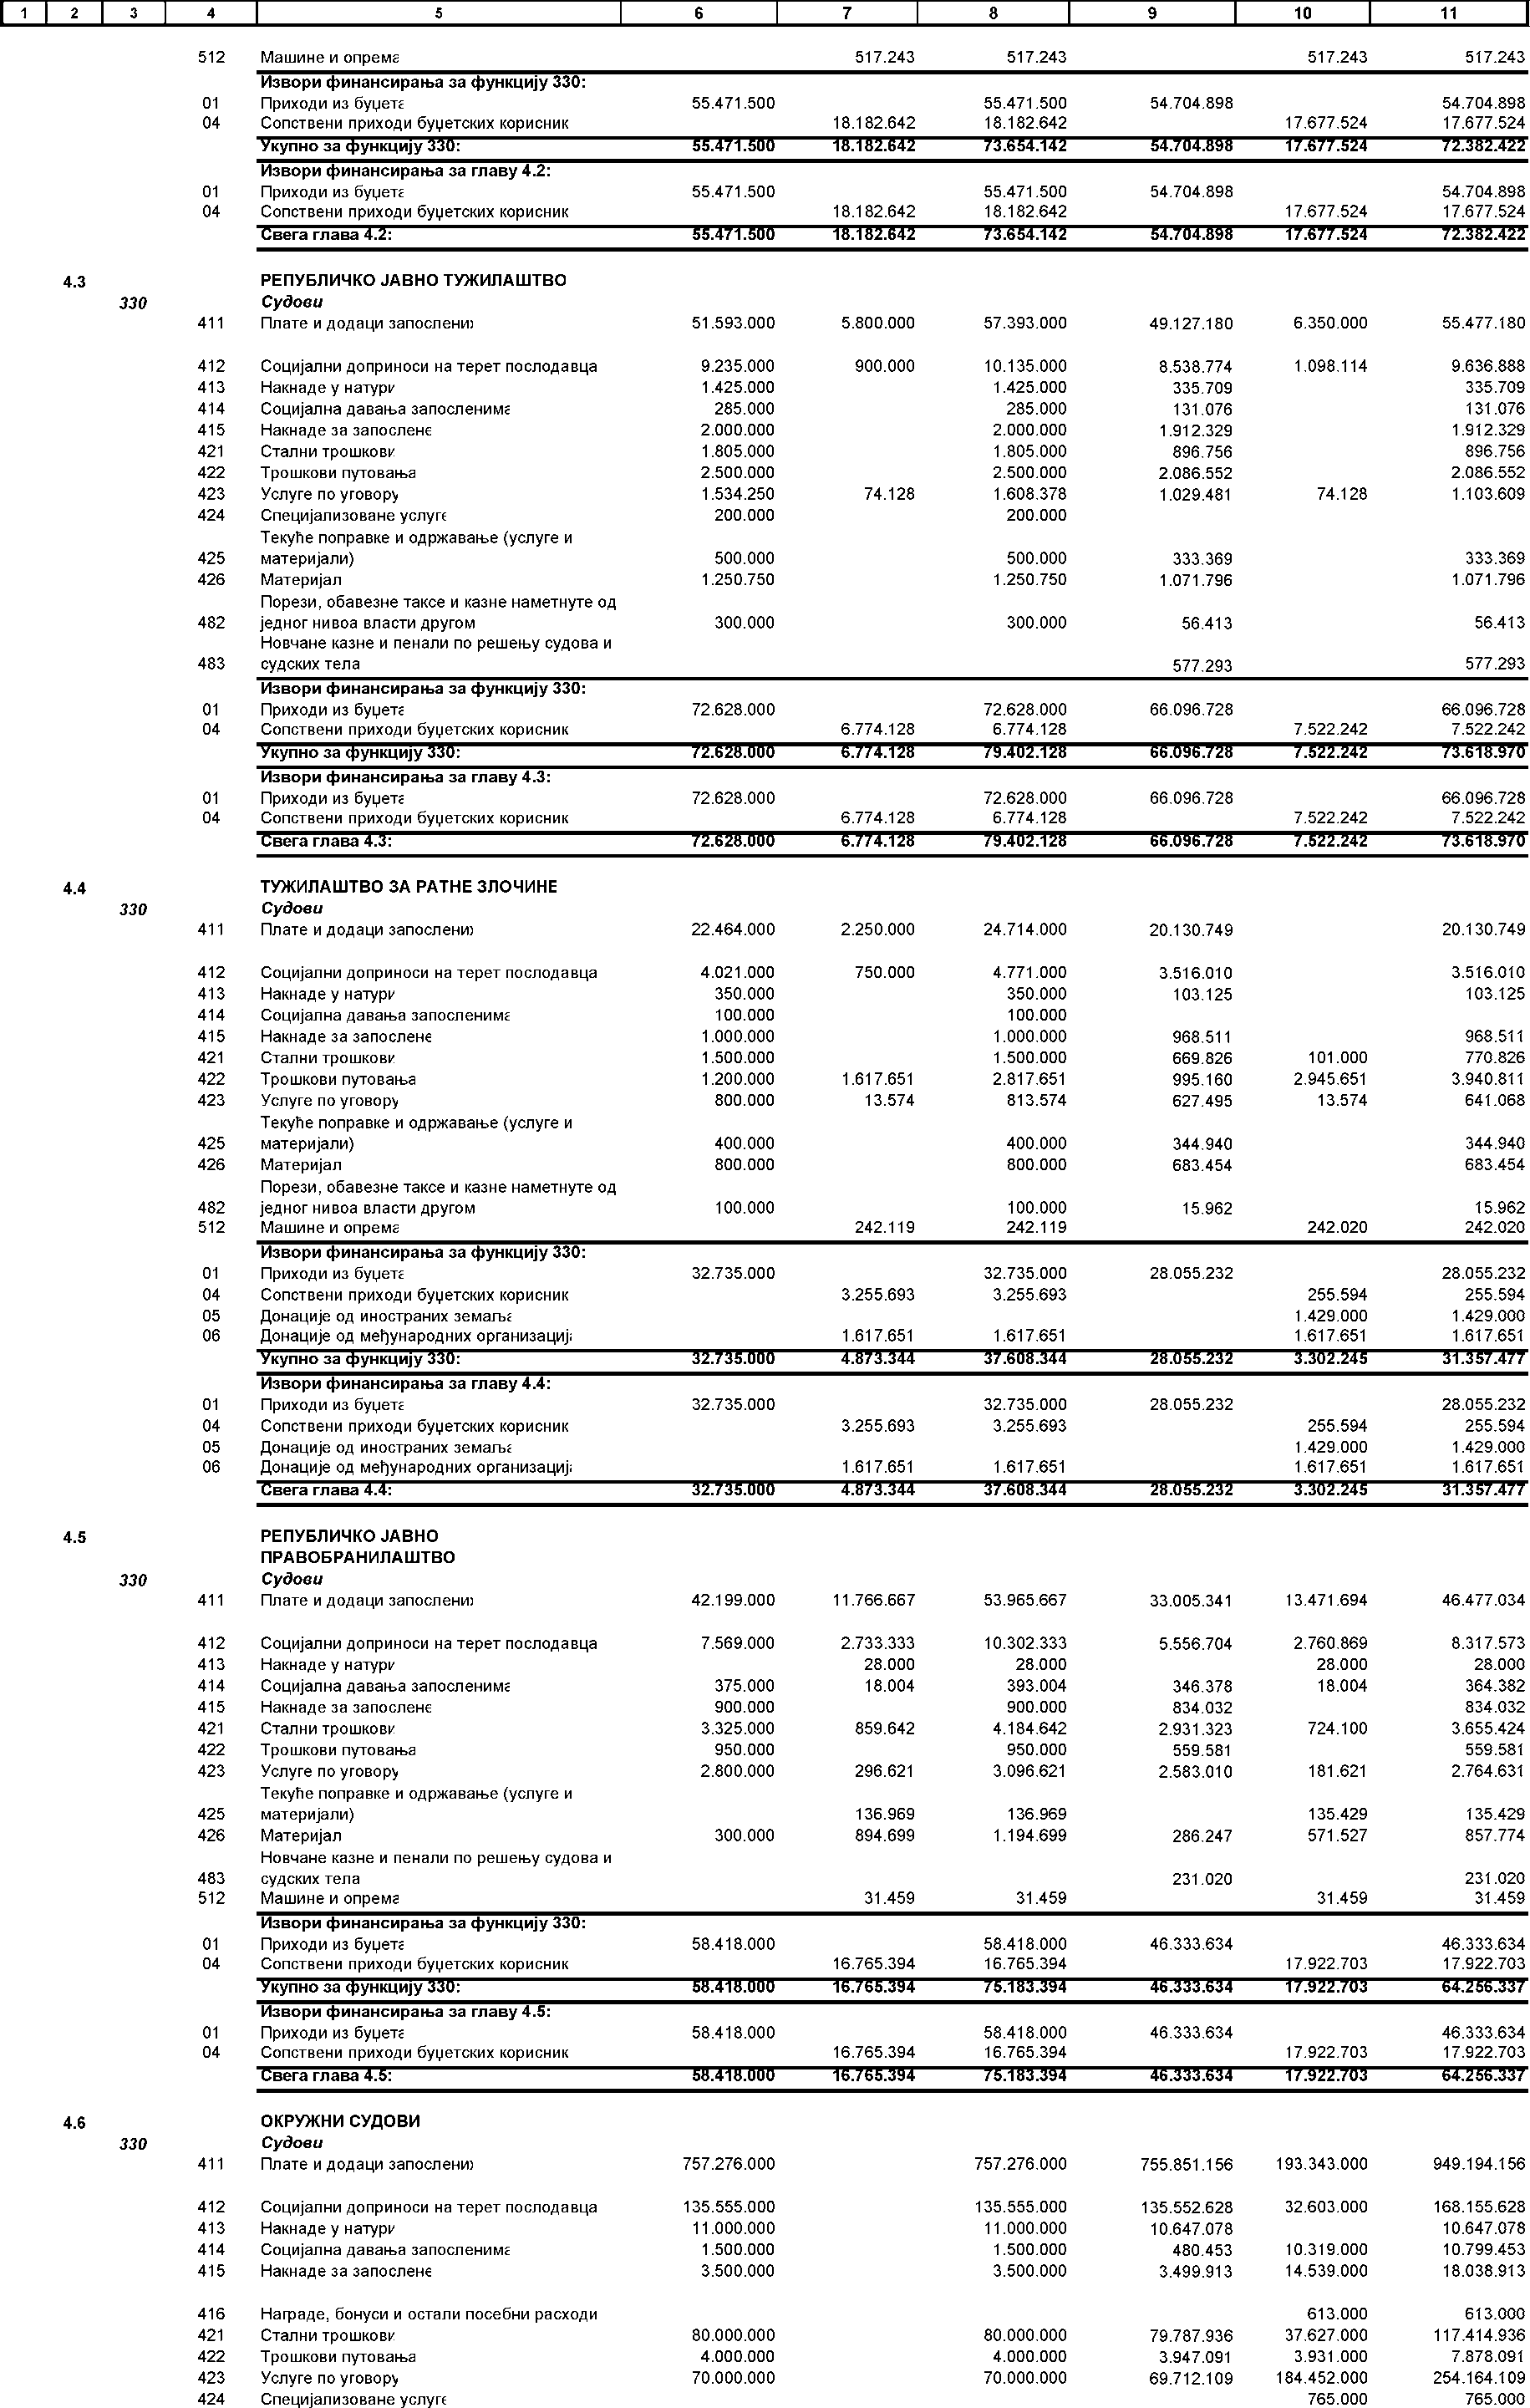 1 2 3 4 5 6 7 8 9 10 11
512 Машине и опрема 517.243 517.243 517.243 517.243
Извори финансирања за функцију 330:
01 Приходи из буџета 55.471.500 55.471.500 54.704.898 54.704.898
04 Сопствени приходи буџетских корисник 18.182.642 18.182.642 17.677.524 17.677.524
Укупно за функцију 330: 55.471.500 18.182.642 73.654.142 54.704.898 17.677.524 72.382.422
Извори финансирања за главу 4.2:
01 Приходи из буџета 55.471.500 55.471.500 54.704.898 54.704.898
04 Сопствени приходи буџетских корисник 18.182.642 18.182.642 17.677.524 17.677.524
Свега глава 4.2: 55.471.500 18.182.642 73.654.142 54.704.898 17.677.524 72.382.422
4.3 РЕПУБЛИЧКО ЈАВНО ТУЖИЛАШТВО
330 Судови
411 Плате и додаци запослених 51.593.000 5.800.000 57.393.000 49.127.180 6.350.000 55.477.180
412 Социјални доприноси на терет послодавца 9.235.000 900.000 10.135.000 8.538.774 1.098.114 9.636.888
413 Накнаде у натури 1.425.000 1.425.000 335.709 335.709
414 Социјална давања запосленима 285.000 285.000 131.076 131.076
415 Накнаде за запослене 2.000.000 2.000.000 1.912.329 1.912.329
421 Стални трошкови 1.805.000 1.805.000 896.756 896.756
422 Трошкови путовања 2.500.000 2.500.000 2.086.552 2.086.552
423 Услуге по уговору 1.534.250 74.128 1.608.378 1.029.481 74.128 1.103.609
424 Специјализоване услуге 200.000 200.000
Текуће поправке и одржавање (услуге и
425 материјали) 500.000 500.000 333.369 333.369
426 Материјал 1.250.750 1.250.750 1.071.796 1.071.796
Порези, обавезне таксе и казне наметнуте од
482 једног нивоа власти другом 300.000 300.000 56.413 56.413
Новчане казне и пенали по решењу судова и
483 судских тела 577.293 577.293
Извори финансирања за функцију 330:
01 Приходи из буџета 72.628.000 72.628.000 66.096.728 66.096.728
04 Сопствени приходи буџетских корисник 6.774.128 6.774.128 7.522.242 7.522.242
Укупно за функцију 330: 72.628.000 6.774.128 79.402.128 66.096.728 7.522.242 73.618.970
Извори финансирања за главу 4.3:
01 Приходи из буџета 72.628.000 72.628.000 66.096.728 66.096.728
04 Сопствени приходи буџетских корисник 6.774.128 6.774.128 7.522.242 7.522.242
Свега глава 4.3: 72.628.000 6.774.128 79.402.128 66.096.728 7.522.242 73.618.970
4.4 ТУЖИЛАШТВО ЗА РАТНЕ ЗЛОЧИНЕ
330 Судови
411 Плате и додаци запослених 22.464.000 2.250.000 24.714.000 20.130.749 20.130.749
412 Социјални доприноси на терет послодавца 4.021.000 750.000 4.771.000 3.516.010 3.516.010
413 Накнаде у натури 350.000 350.000 103.125 103.125
414 Социјална давања запосленима 100.000 100.000
415 Накнаде за запослене 1.000.000 1.000.000 968.511 968.511
421 Стални трошкови 1.500.000 1.500.000 669.826 101.000 770.826
422 Трошкови путовања 1.200.000 1.617.651 2.817.651 995.160 2.945.651 3.940.811
423 Услуге по уговору 800.000 13.574 813.574 627.495 13.574 641.068
Текуће поправке и одржавање (услуге и
425 материјали) 400.000 400.000 344.940 344.940
426 Материјал 800.000 800.000 683.454 683.454
Порези, обавезне таксе и казне наметнуте од
482 једног нивоа власти другом 100.000 100.000 15.962 15.962
512 Машине и опрема 242.119 242.119 242.020 242.020
Извори финансирања за функцију 330:
01 Приходи из буџета 32.735.000 32.735.000 28.055.232 28.055.232
04 Сопствени приходи буџетских корисник 3.255.693 3.255.693 255.594 255.594
05 Донације од иностраних земаља 1.429.000 1.429.000
06 Донације од међународних организација 1.617.651 1.617.651 1.617.651 1.617.651
Укупно за функцију 330: 32.735.000 4.873.344 37.608.344 28.055.232 3.302.245 31.357.477
Извори финансирања за главу 4.4:
01 Приходи из буџета 32.735.000 32.735.000 28.055.232 28.055.232
04 Сопствени приходи буџетских корисник 3.255.693 3.255.693 255.594 255.594
05 Донације од иностраних земаља 1.429.000 1.429.000
06 Донације од међународних организација 1.617.651 1.617.651 1.617.651 1.617.651
Свега глава 4.4: 32.735.000 4.873.344 37.608.344 28.055.232 3.302.245 31.357.477
4.5 РЕПУБЛИЧКО ЈАВНО
ПРАВОБРАНИЛАШТВО
330 Судови
411 Плате и додаци запослених 42.199.000 11.766.667 53.965.667 33.005.341 13.471.694 46.477.034
412 Социјални доприноси на терет послодавца 7.569.000 2.733.333 10.302.333 5.556.704 2.760.869 8.317.573
413 Накнаде у натури 28.000 28.000 28.000 28.000
414 Социјална давања запосленима 375.000 18.004 393.004 346.378 18.004 364.382
415 Накнаде за запослене 900.000 900.000 834.032 834.032
421 Стални трошкови 3.325.000 859.642 4.184.642 2.931.323 724.100 3.655.424
422 Трошкови путовања 950.000 950.000 559.581 559.581
423 Услуге по уговору 2.800.000 296.621 3.096.621 2.583.010 181.621 2.764.631
Текуће поправке и одржавање (услуге и
425 материјали) 136.969 136.969 135.429 135.429
426 Материјал 300.000 894.699 1.194.699 286.247 571.527 857.774
Новчане казне и пенали по решењу судова и
483 судских тела 231.020 231.020
512 Машине и опрема 31.459 31.459 31.459 31.459
Извори финансирања за функцију 330:
01 Приходи из буџета 58.418.000 58.418.000 46.333.634 46.333.634
04 Сопствени приходи буџетских корисник 16.765.394 16.765.394 17.922.703 17.922.703
Укупно за функцију 330: 58.418.000 16.765.394 75.183.394 46.333.634 17.922.703 64.256.337
Извори финансирања за главу 4.5:
01 Приходи из буџета 58.418.000 58.418.000 46.333.634 46.333.634
04 Сопствени приходи буџетских корисник 16.765.394 16.765.394 17.922.703 17.922.703
Свега глава 4.5: 58.418.000 16.765.394 75.183.394 46.333.634 17.922.703 64.256.337
4.6 ОКРУЖНИ СУДОВИ
330 Судови
411 Плате и додаци запослених 757.276.000 757.276.000 755.851.156 193.343.000 949.194.156
412 Социјални доприноси на терет послодавца 135.555.000 135.555.000 135.552.628 32.603.000 168.155.628
413 Накнаде у натури 11.000.000 11.000.000 10.647.078 10.647.078
414 Социјална давања запосленима 1.500.000 1.500.000 480.453 10.319.000 10.799.453
415 Накнаде за запослене 3.500.000 3.500.000 3.499.913 14.539.000 18.038.913
416 Награде, бонуси и остали посебни расходи 613.000 613.000
421 Стални трошкови 80.000.000 80.000.000 79.787.936 37.627.000 117.414.936
422 Трошкови путовања 4.000.000 4.000.000 3.947.091 3.931.000 7.878.091
423 Услуге по уговору 70.000.000 70.000.000 69.712.109 184.452.000 254.164.109
424 Специјализоване услуге 765.000 765.000